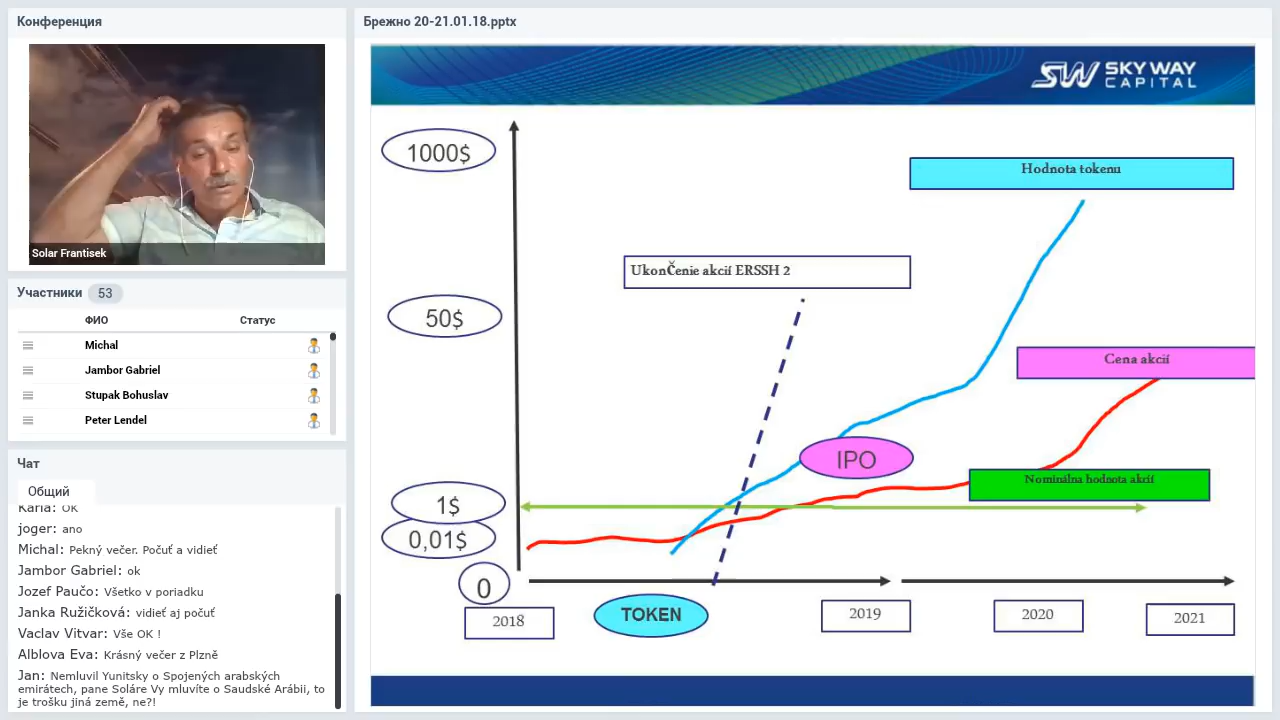 Конференция
Solar Frantisek
Участники 53
ФИО Статус
Michal
Jambor Gabriel
Stupak Bohuslav
Peter Lendel
Чат
Общий
Karla: OK
joger: ano
Michal: Pekný večer. Počuť a vidieť
Jambor Gabriel: ok
Jozef Paučo: Všetko v poriadku
Janka Ružičková: vidieť aj počuť
Vaclav Vitvar: Vše OK !
Alblova Eva: Krásný večer z Plzně
Jan: Nemluvil Yunitsky o Spojených arabských
emirátech, pane Soláre Vy mluvíte o Saudské Arábii, to
je trošku jiná země, ne?!
Брежно 20-21.01.18.pptx
SW SKY WAY
CAPITAL
1000$
Hodnota tokenu
UkonČenie akcií ERSSH 2
50$
Cena akcií
IPO
Nominálna hodnota akcií
1$
0,01$
0
2018
TOKEN
2019
2020
2021